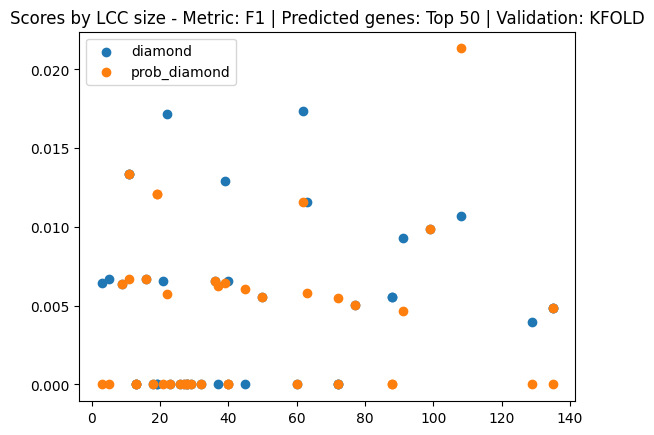 Scores by LCC size - Metric: F1 | Predicted genes: Top 50 | Validation: KFOLD
diamond
prob_diamond
0.020
0.015
0.010
0.005
0.000
0 20 40 60 80 100 120 140